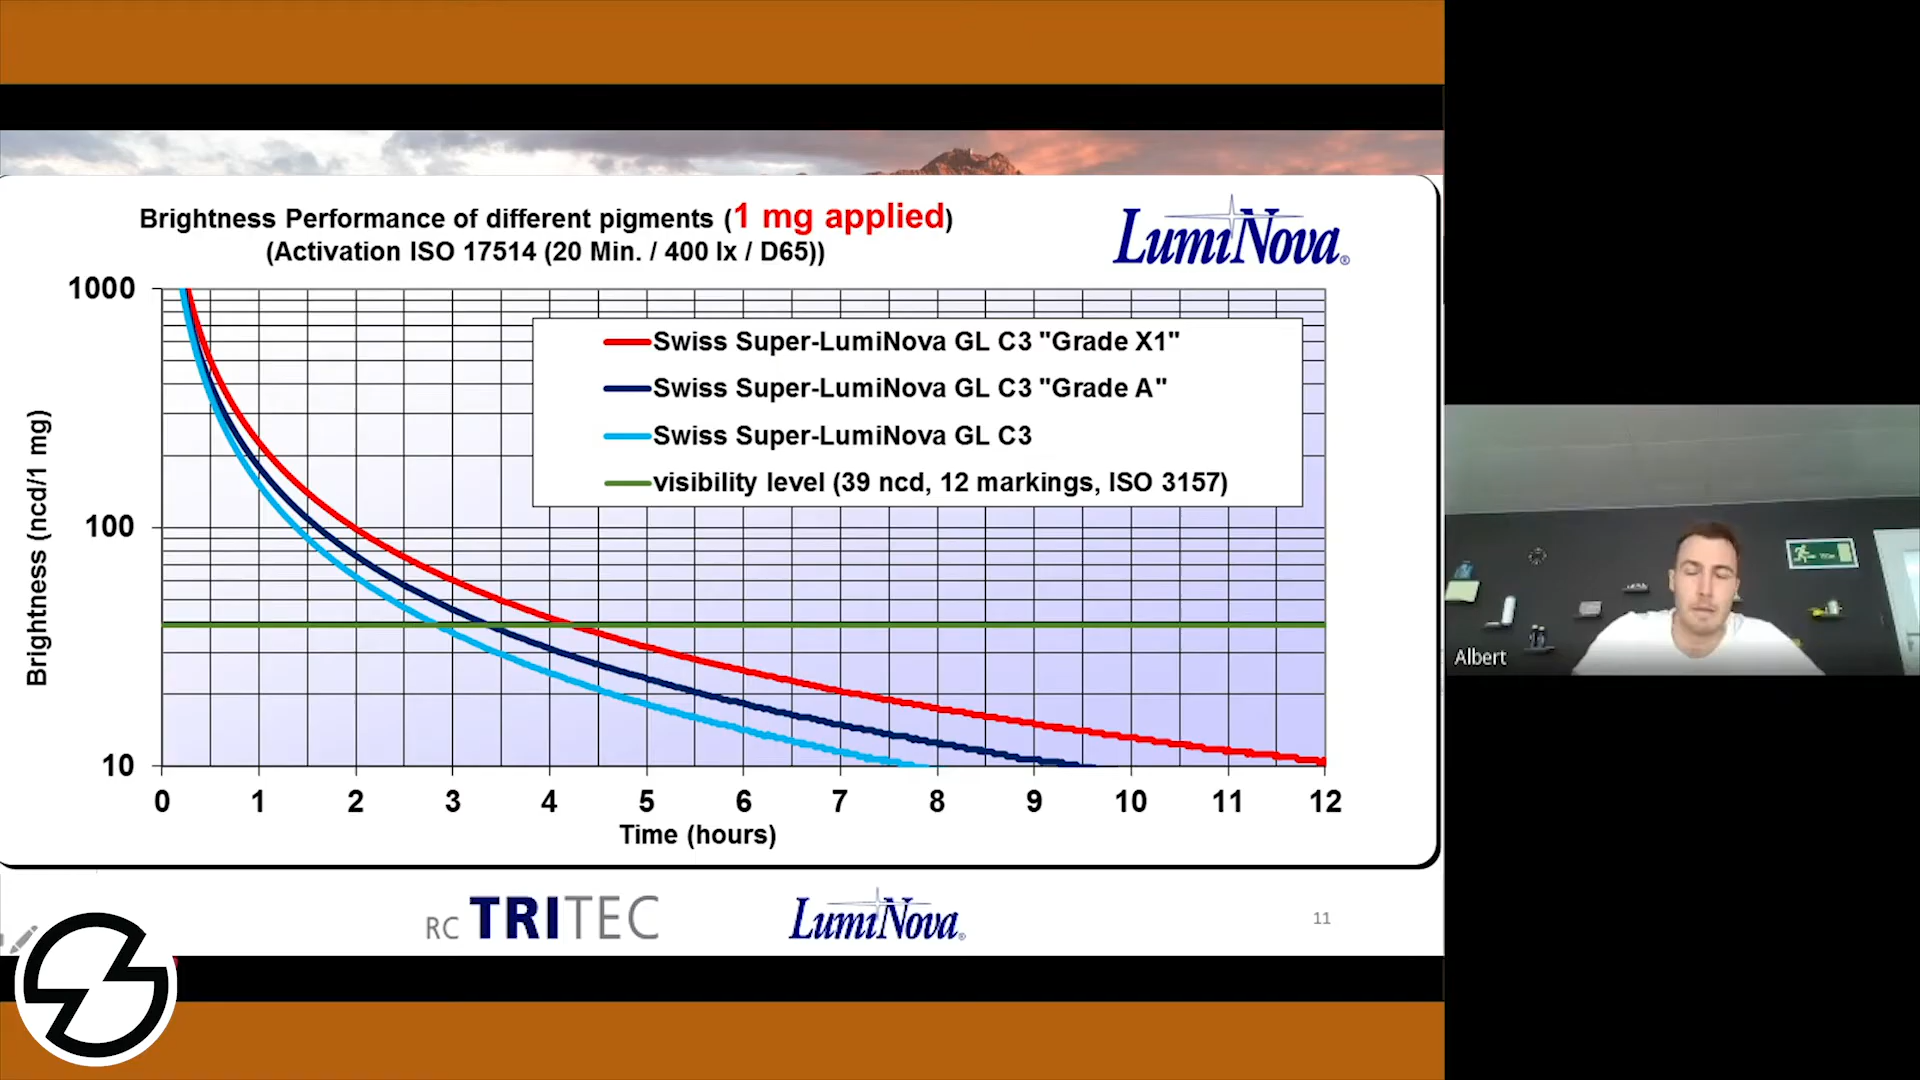 Brightness Performance of different pigments (1 mg applied)
(Activation ISO 17514 (20 Min. / 400 lx / D65))
LumiNova®
1000
100
10
Brightness (ncd/1 mg)
Swiss Super-LumiNova GL C3 "Grade X1"
Swiss Super-LumiNova GL C3 "Grade A"
Swiss Super-LumiNova GL C3
visibility level (39 ncd, 12 markings, ISO 3157)
0 1 2 3 4 5 6 7 8 9 10 11 12
Time (hours)
RC TRITEC
LumiNova®
11
Albert